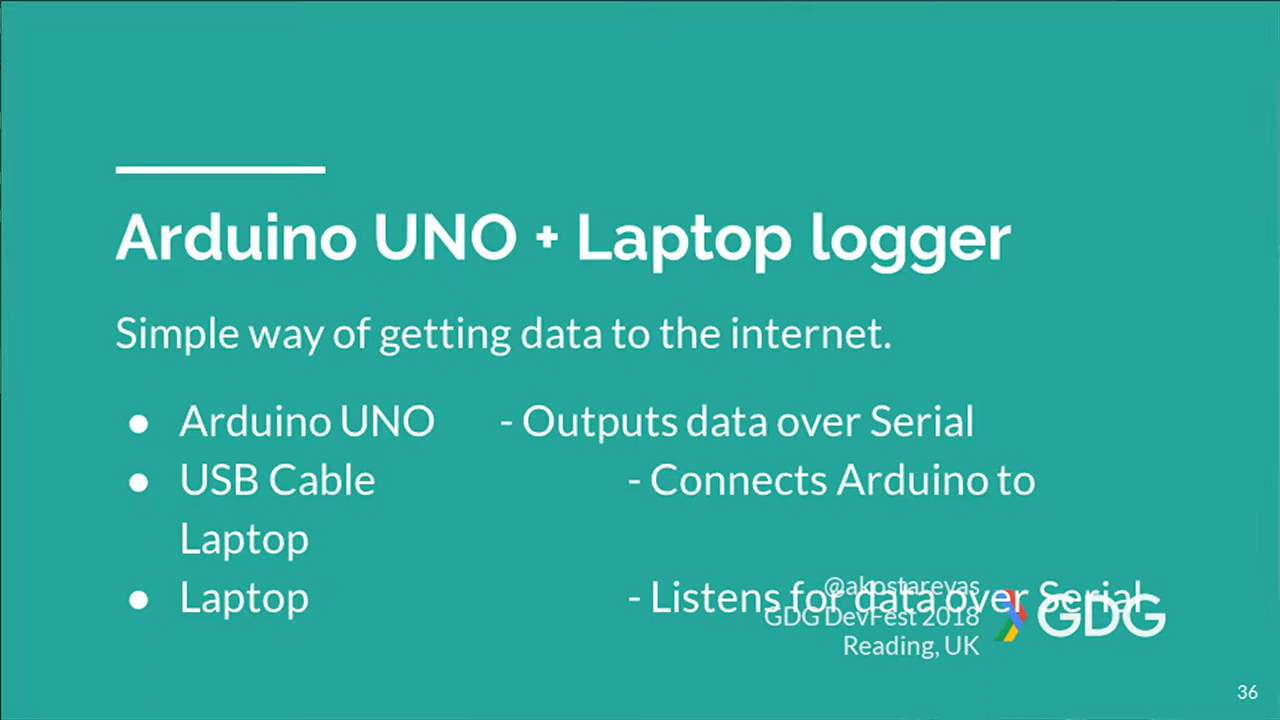 Arduino UNO + Laptop logger
Simple way of getting data to the internet.
● Arduino UNO - Outputs data over Serial
● USB Cable - Connects Arduino to
Laptop
● Laptop - Listens for data over Serial
@akostarevas
GDG DevFest 2018
Reading, UK
GDG
36